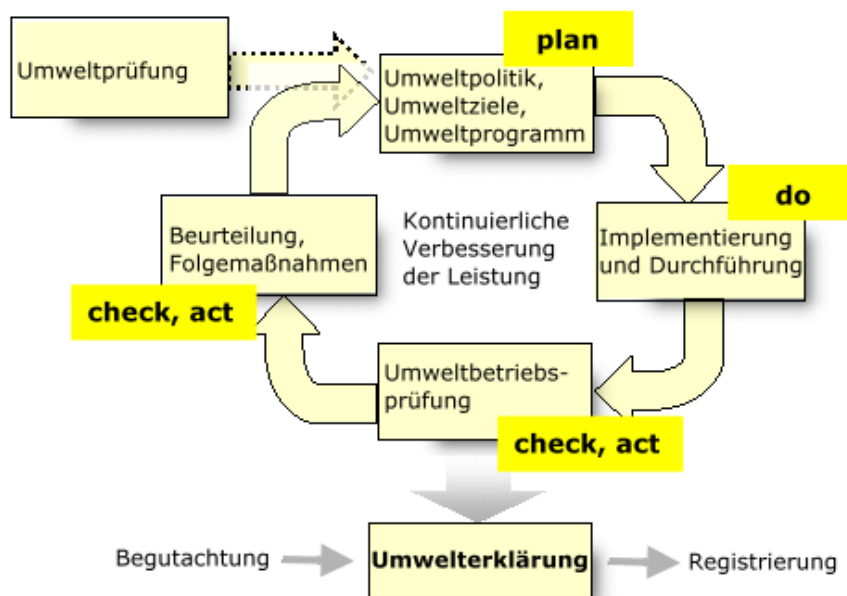 plan
Umweltprüfung
Umweltpolitik,
Umweltziele,
Umweltprogramm
do
Implementierung
und Durchführung
Kontinuierliche
Verbesserung
der Leistung
Beurteilung,
Folgemaßnahmen
check, act
Umweltbetriebs-
prüfung
check, act
Begutachtung
Umwelterklärung
Registrierung